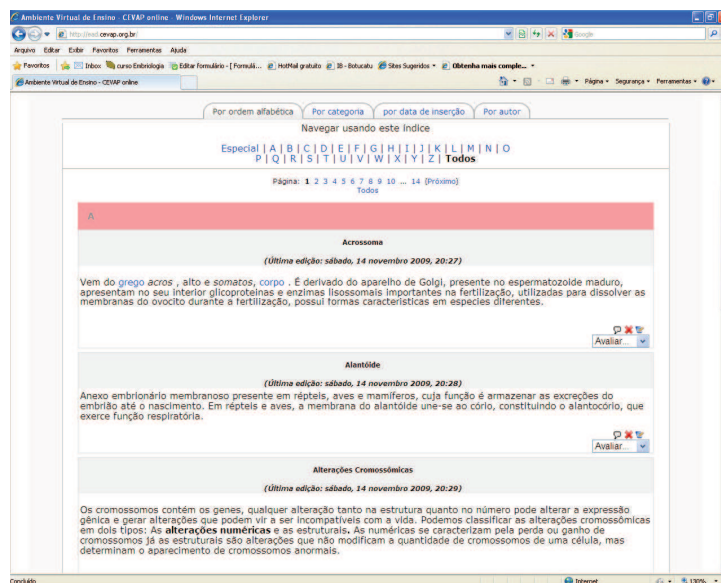 Ambiente Virtual de Ensino - CEVAP online - Windows Internet Explorer
cevap.org.br/
Google
Arquivo Editar Exibir Favoritos Ferramentas Ajuda
Favoritos Inbox curso Embriologia Editar formulário - [ Formulá... HotMail gratuito IB - Botucatu Sites Sugeridos Obtenha mais comple...
Ambiente Virtual de Ensino - CEVAP online Página Segurança Ferramentas
Por ordem alfabética Por categoria por data de inserção Por autor
Navegar usando este índice
Especial | A | B | C | D | E | F | G | H | I | J | K | L | M | N | O
P | Q | R | S | T | U | V | W | X | Y | Z | Todos
Página: 1 2 3 4 5 6 7 8 9 10 ... 14 (Próximo)
Todos
A
Acrossoma
(Última edição: sábado, 14 novembro 2009, 20:27)
Vem do grego acros , alto e somatos, corpo . É derivado do aparelho de Golgi, presente no espermatozoide maduro,
apresentam no seu interior glicoproteinas e enzimas lisossomais importantes na fertilização, utilizadas para dissolver as
membranas do ovocito durante a fertilização, possui formas caracteristicas em especies diferentes.
Avaliar...
Alantóide
(Última edição: sábado, 14 novembro 2009, 20:28)
Anexo embrionário membranoso presente em répteis, aves e mamíferos, cuja função é armazenar as excreções do
embrião até o nascimento. Em répteis e aves, a membrana do alantóide une-se ao cório, constituindo o alantocório, que
exerce função respiratória.
Avaliar...
Alterações Cromossômicas
(Última edição: sábado, 14 novembro 2009, 20:29)
Os cromossomos contém os genes, qualquer alteração tanto na estrutura quanto no número pode alterar a expressão
gênica e gerar alterações que podem vir a ser incompatíveis com a vida. Podemos classificar as alterações cromossômicas
em dois tipos: As alterações numéricas e as estruturais. As numéricas se caracterizam pela perda ou ganho de
cromossomos já as estruturais são alterações que não modificam a quantidade de cromossomos de uma célula, mas
determinam o aparecimento de cromossomos anormais.
Concluído Internet 130%